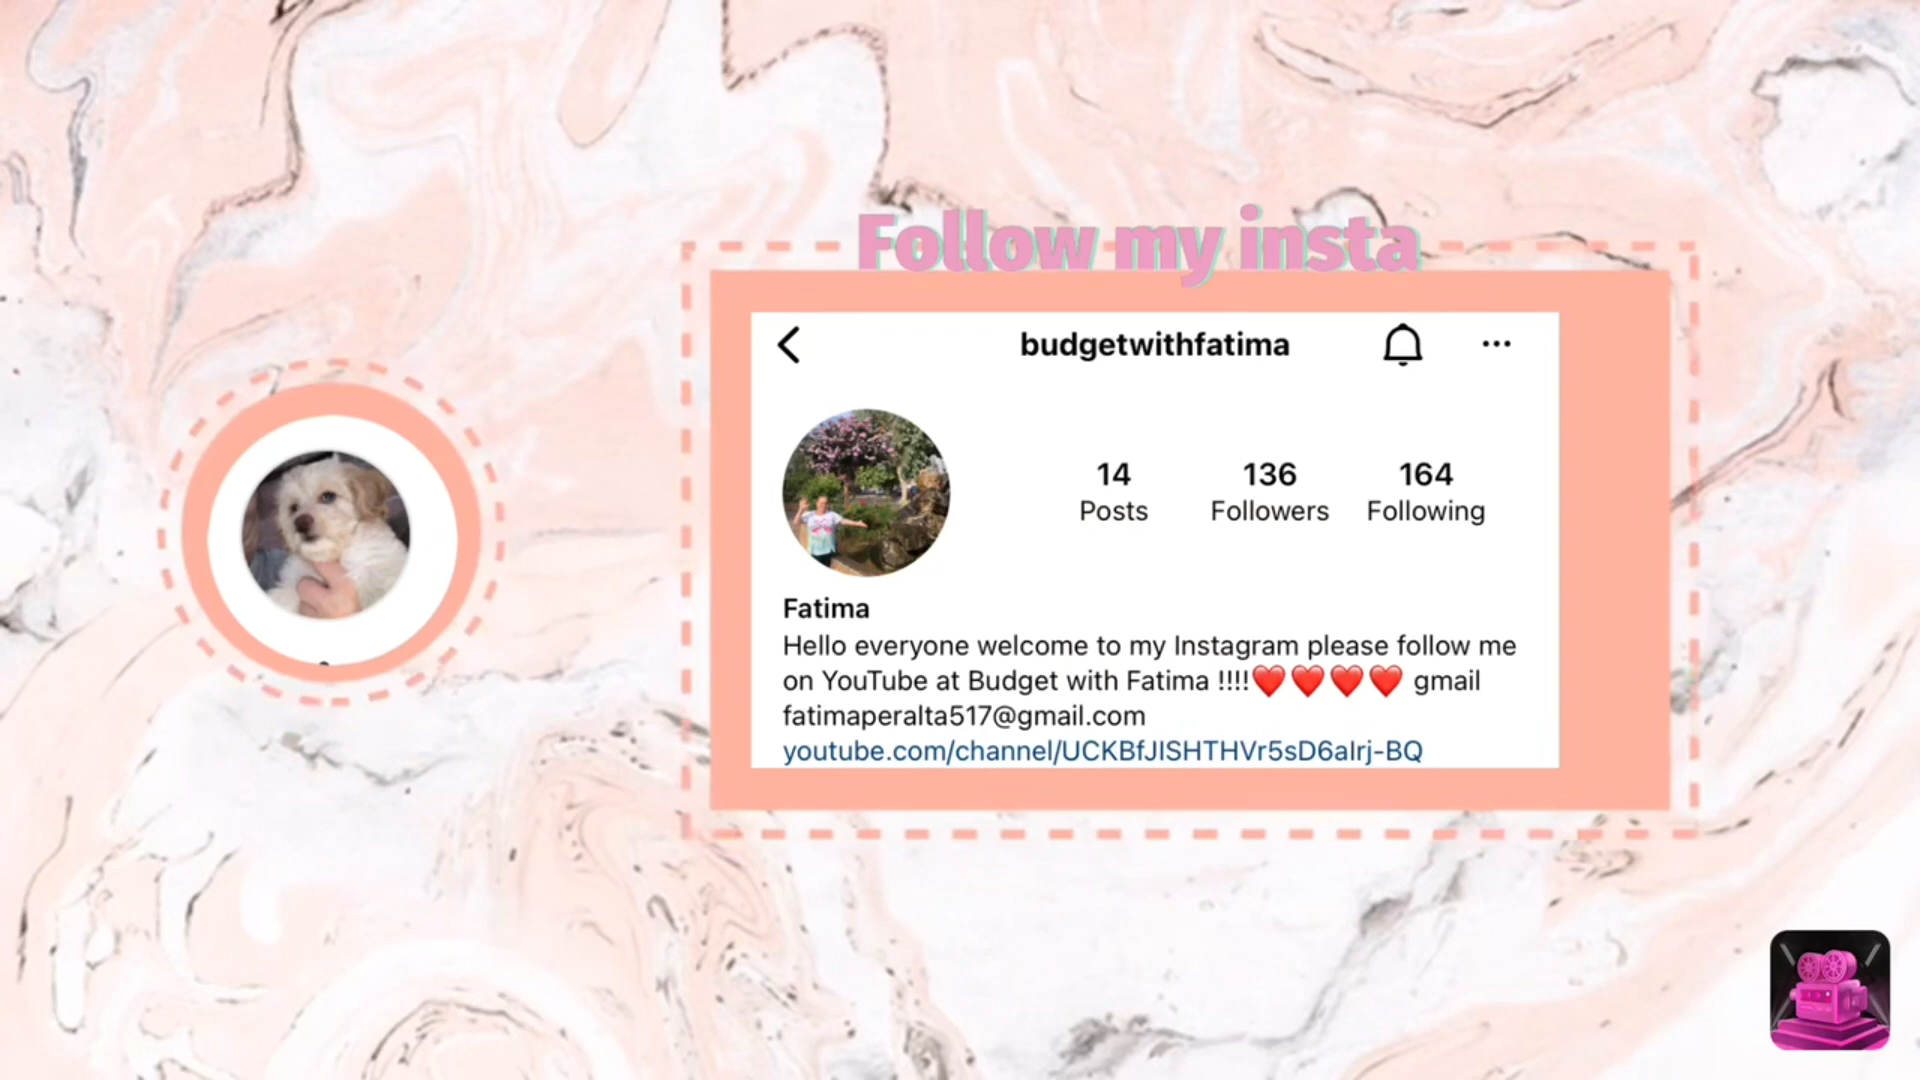 Follow my insta
budgetwithfatima
14 136 164
Posts Followers Following
Fatima
Hello everyone welcome to my Instagram please follow me
on YouTube at Budget with Fatima !!!!❤️❤️❤️❤️ gmail
fatimaperalta517@gmail.com
youtube.com/channel/UCKBfJISHTHVr5sD6aIrj-BQ